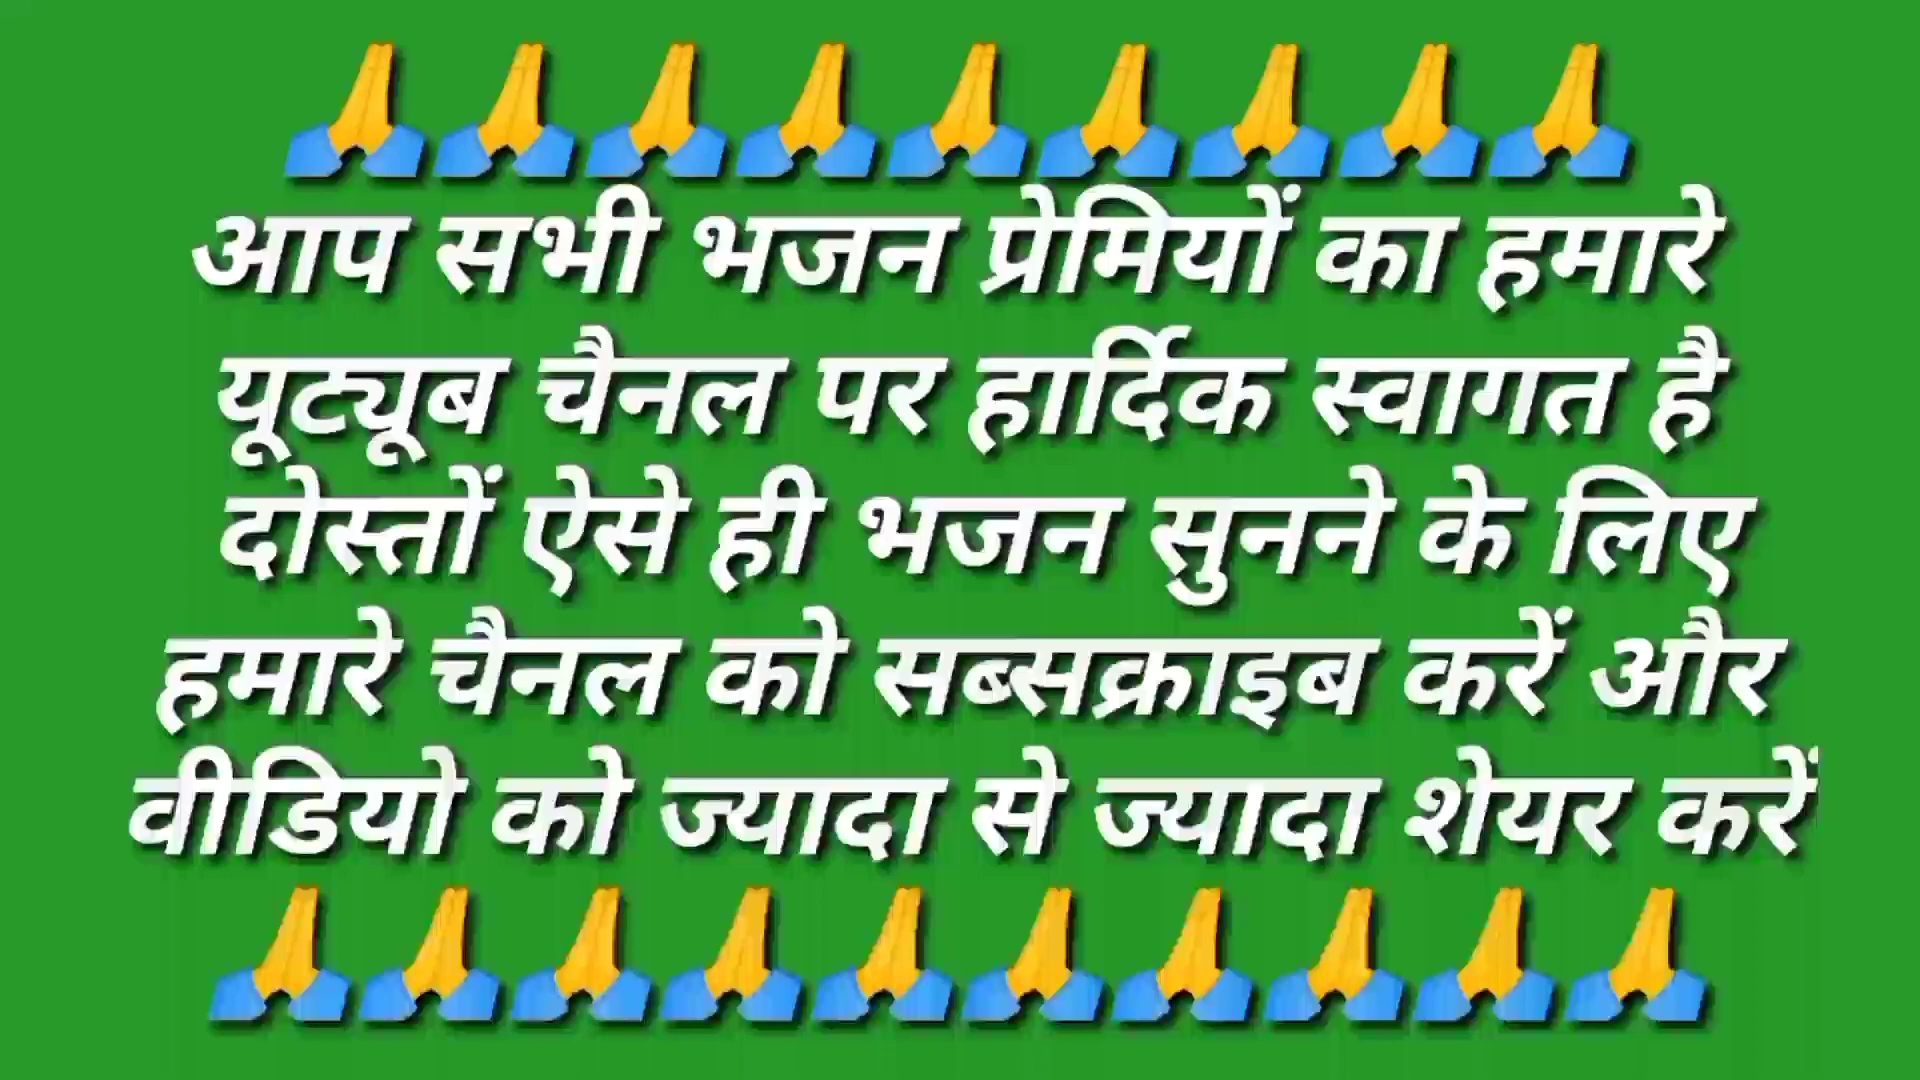 🙏🙏🙏🙏🙏🙏🙏🙏🙏
आप सभी भजन प्रेमियों का हमारे
यूट्यूब चैनल पर हार्दिक स्वागत है
दोस्तों ऐसे ही भजन सुनने के लिए
हमारे चैनल को सब्सक्राइब करें और
वीडियो को ज्यादा से ज्यादा शेयर करें
🙏🙏🙏🙏🙏🙏🙏🙏🙏🙏